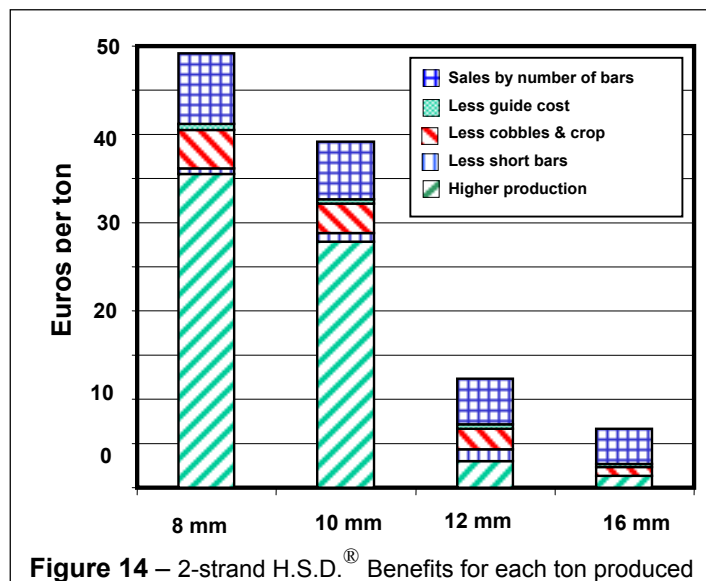 Euros per ton
50
40
30
20
10
0
Sales by number of bars
Less guide cost
Less cobbles & crop
Less short bars
Higher production
8 mm
10 mm
12 mm
16 mm
Figure 14 – 2-strand H.S.D.® Benefits for each ton produced